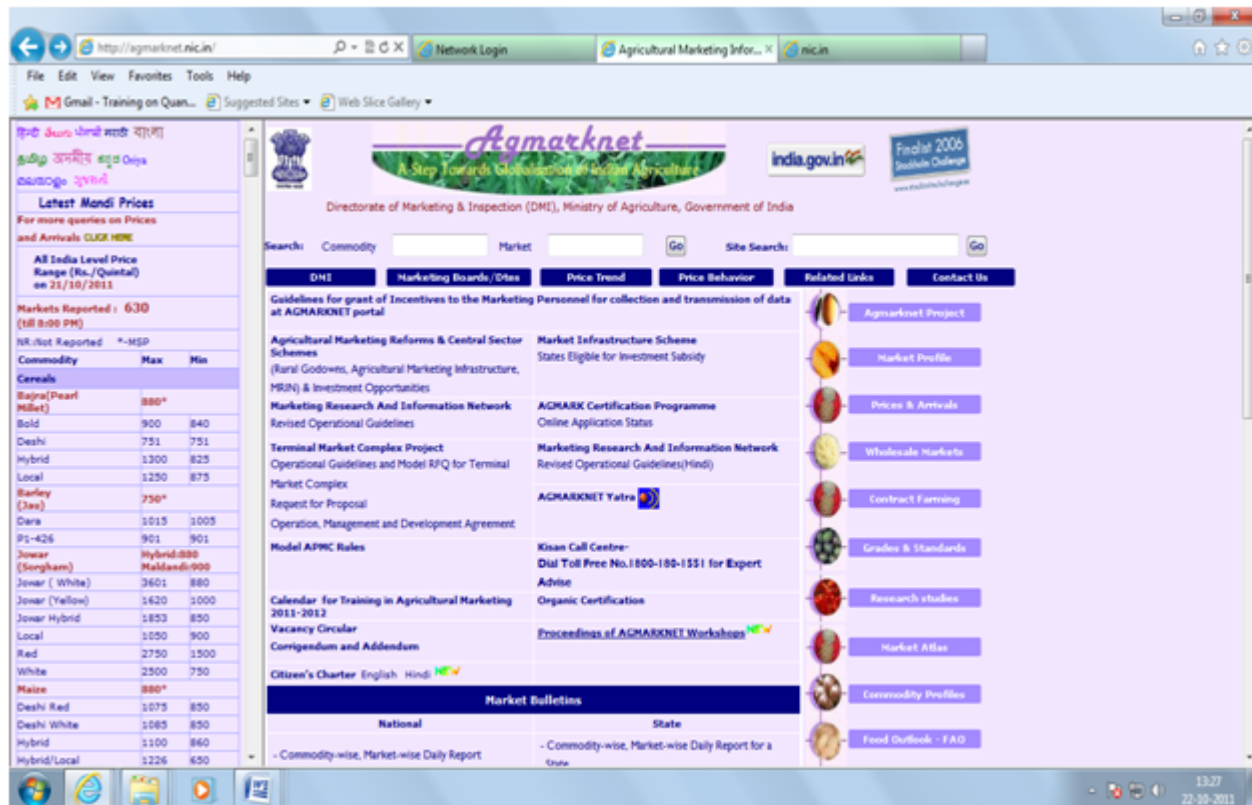 http://agmarknet.nic.in/
Network Login
Agricultural Marketing Infor...
nic.in
File Edit View Favorites Tools Help
Gmail - Training on Quan...
Suggested Sites
Web Slice Gallery
हिन्दी తెలుగు ਪੰਜਾਬੀ मराठी বাংলা
தமிழ் অসমীয়া ಕನ್ನಡ Oriya
മലയാളം ગુજરાતી
Latest Mandi Prices
For more queries on Prices
and Arrivals CLICK HERE
All India Level Price
Range (Rs./Quintal)
on 21/10/2011
Markets Reported : 630
(till 8:00 PM)
NR:Not Reported *-MSP
Commodity Max Min
Cereals
Bajra(Pearl
Millet) 880*
Bold 900 840
Deshi 751 751
Hybrid 1300 825
Local 1250 875
Barley
(Jau) 750*
Dara 1015 1005
P1-426 901 901
Jowar Hybrid:880
(Sorgham) Maldandi:900
Jowar ( White) 3601 880
Jowar (Yellow) 1620 1000
Jowar Hybrid 1853 850
Local 1050 900
Red 2750 1500
White 2500 750
Maize 880*
Deshi Red 1075 850
Deshi White 1085 850
Hybrid 1100 860
Hybrid/Local 1226 650
Agmarknet
A Step Towards Globalisation of Indian Agriculture
india.gov.in
Finalist 2006
Stockholm Challenge
Directorate of Marketing & Inspection (DMI), Ministry of Agriculture, Government of India
Search: Commodity Market Go Site Search: Go
DMI Marketing Boards/Dtes Price Trend Price Behavior Related Links Contact Us
Guidelines for grant of Incentives to the Marketing Personnel for collection and transmission of data
at AGMARKNET portal
Agricultural Marketing Reforms & Central Sector
Schemes
(Rural Godowns, Agricultural Marketing Infrastructure,
MRIN) & Investment Opportunities
Market Infrastructure Scheme
States Eligible for Investment Subsidy
Marketing Research And Information Network
Revised Operational Guidelines
AGMARK Certification Programme
Online Application Status
Terminal Market Complex Project
Operational Guidelines and Model RFQ for Terminal
Market Complex
Request for Proposal
Operation, Management and Development Agreement
Marketing Research And Information Network
Revised Operational Guidelines(Hindi)
AGMARKNET Yatra
Model APMC Rules
Kisan Call Centre-
Dial Toll Free No.1800-180-1551 for Expert
Advise
Calendar for Training in Agricultural Marketing
2011-2012
Organic Certification
Vacancy Circular
Corrigendum and Addendum
Proceedings of AGMARKNET Workshops NEW
Citizen's Charter English Hindi NEW
Market Bulletins
National State
- Commodity-wise, Market-wise Daily Report
- Commodity-wise, Market-wise Daily Report for a
State
Agmarknet Project
Market Profile
Prices & Arrivals
Wholesale Markets
Contract Farming
Grades & Standards
Research studies
Market Atlas
Commodity Profiles
Food Outlook - FAO
13:27
22-10-2011